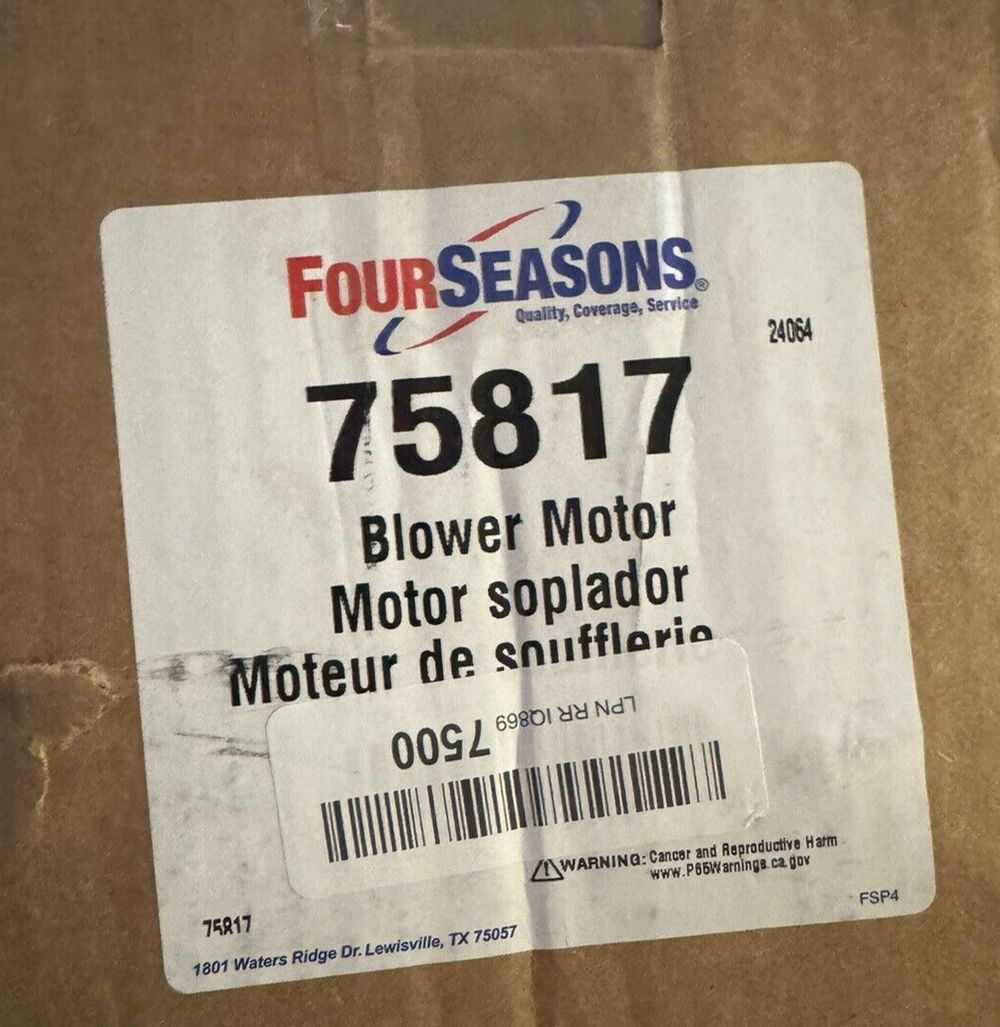 FOURSEASONS®
Quality, Coverage, Service
24064
75817
Blower Motor
Motor soplador
Moteur de soufflerie
LPN RR IQ869 7500
WARNING: Cancer and Reproductive Harm
www.P65Warnings.ca.gov
FSP4
75817
1801 Waters Ridge Dr. Lewisville, TX 75057